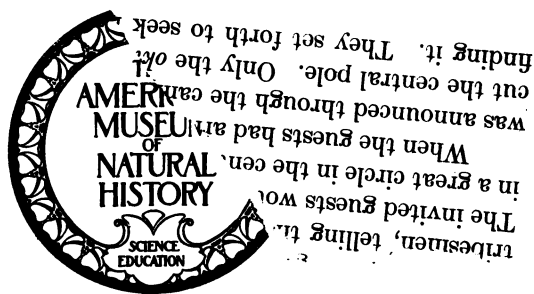 AMER
MUSEU
OF
NATURAL
HISTORY
SCIENCE
EDUCATION
tribesmen, telling
The invited guests
in a great circle in the
When the guests had
was announced through the
cut the central pole. Only the
finding it. They set forth to seek